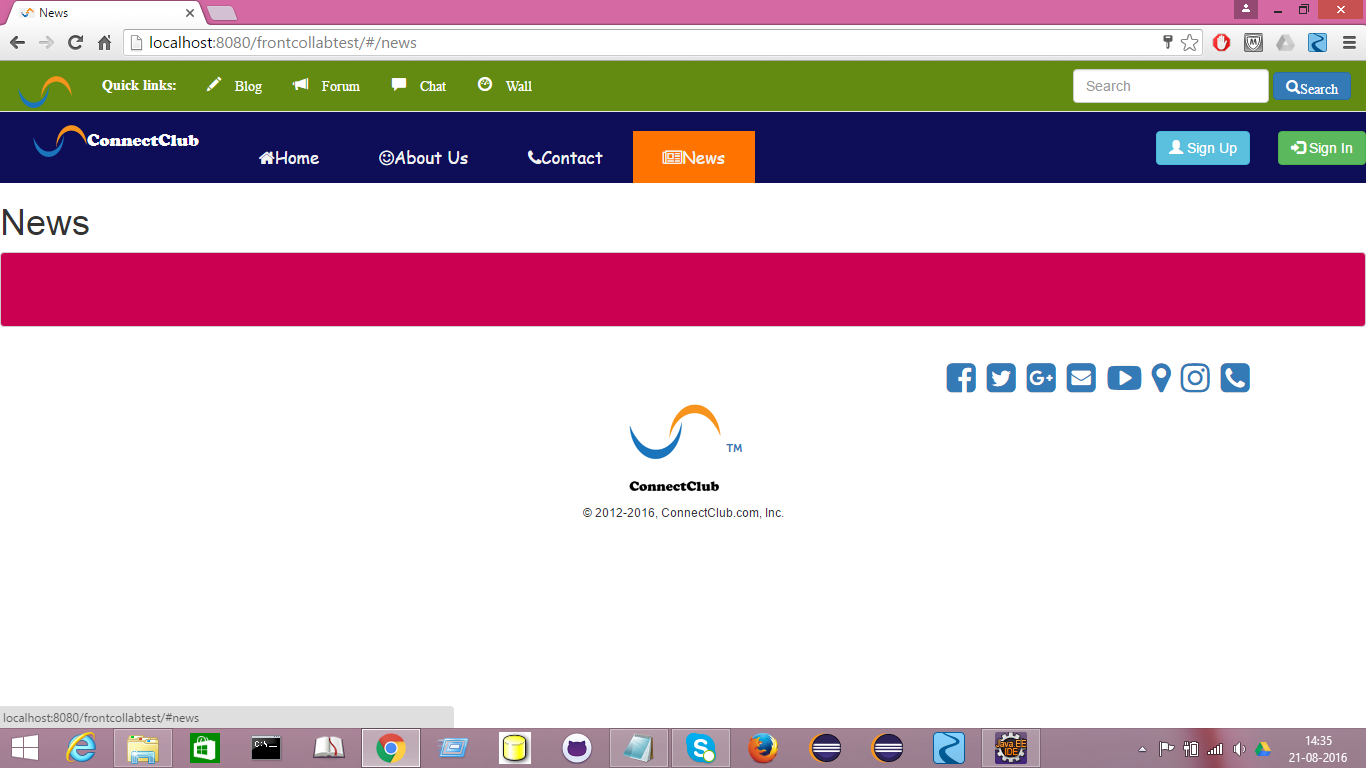 News
localhost:8080/frontcollabtest/#/news
Quick links: Blog Forum Chat Wall Search Search
ConnectClub Home About Us Contact News Sign Up Sign In
News
TM
ConnectClub
© 2012-2016, ConnectClub.com, Inc.
localhost:8080/frontcollabtest/#news
C:\_
Java EE
IDE
14:35
21-08-2016